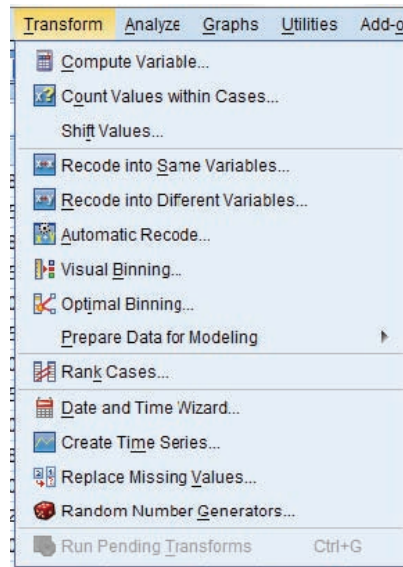 Transform Analyze Graphs Utilities Add-o
Compute Variable...
Count Values within Cases...
Shift Values...
Recode into Same Variables...
Recode into Different Variables...
Automatic Recode...
Visual Binning...
Optimal Binning...
Prepare Data for Modeling
Rank Cases...
Date and Time Wizard...
Create Time Series...
Replace Missing Values...
Random Number Generators...
Run Pending Transforms Ctrl+G